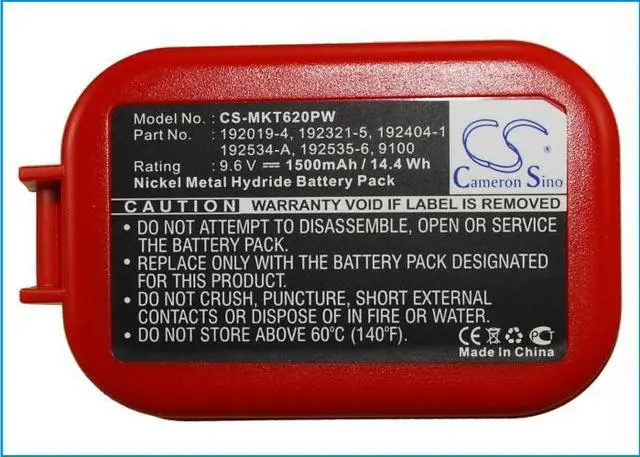 Model No. : CS-MKT620PW
Part No. : 192019-4, 192321-5, 192404-1
192534-A, 192535-6, 9100
Rating : 9.6 V 1500mAh / 14.4 Wh
Nickel Metal Hydride Battery Pack
CS
Cameron Sino
CAUTION WARRANTY VOID IF LABEL IS REMOVED
• DO NOT ATTEMPT TO DISASSEMBLE, OPEN OR SERVICE
THE BATTERY PACK.
• REPLACE ONLY WITH THE BATTERY PACK DESIGNATED
FOR THIS PRODUCT.
• DO NOT CRUSH, PUNCTURE, SHORT EXTERNAL
CONTACTS OR DISPOSE OF IN FIRE OR WATER.
• DO NOT STORE ABOVE 60°C (140°F).
CE PCT
Made In China